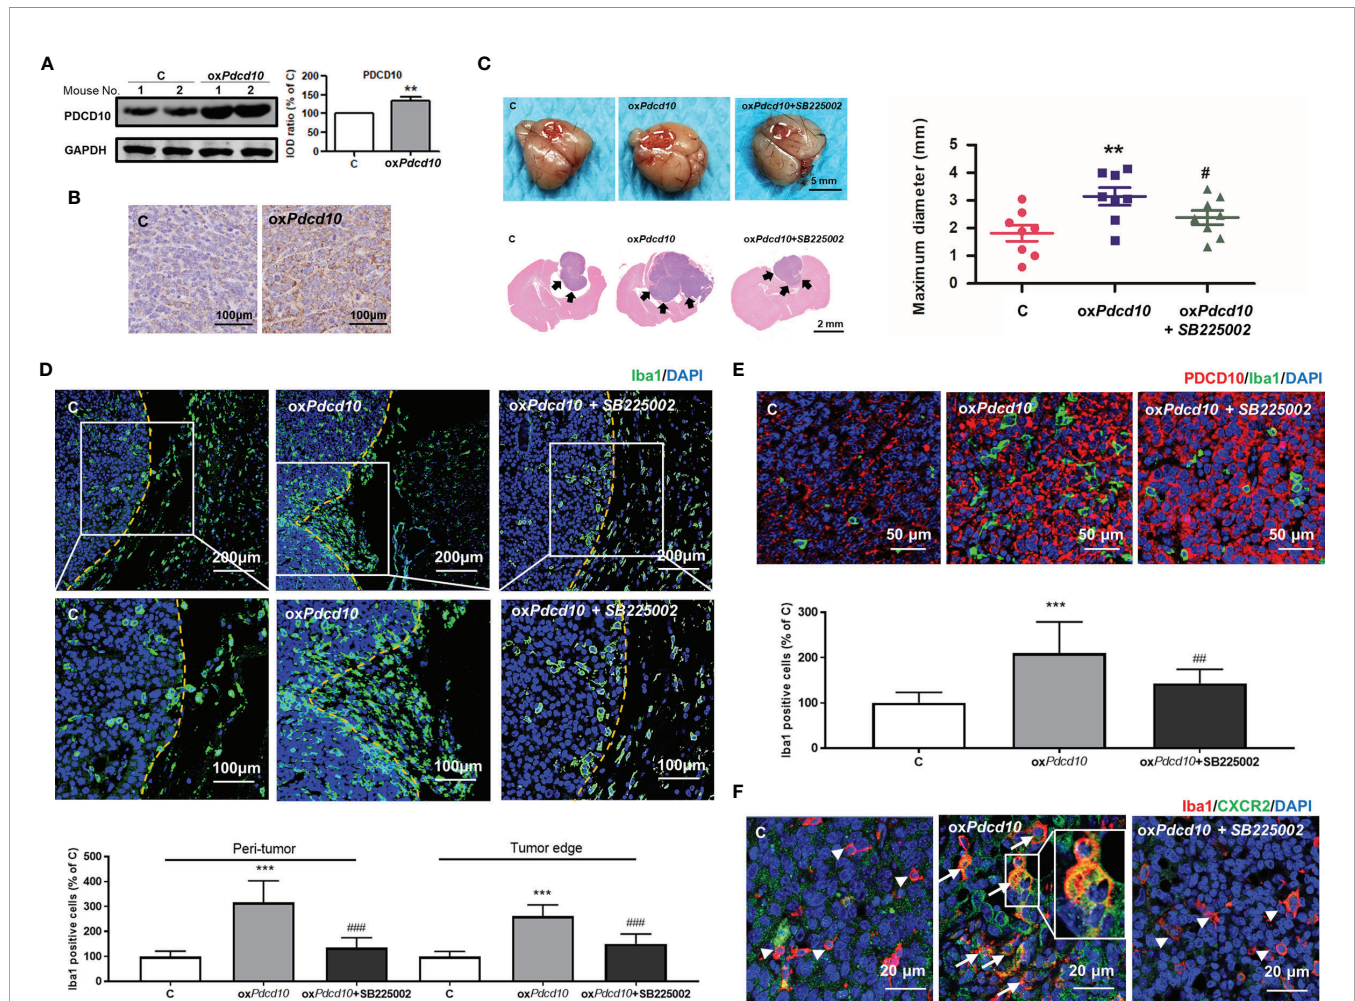 A
C oxPdcd10
Mouse No. 1 2 1 2
PDCD10
GAPDH
PDCD10
IOD ratio (% of C)
200
150
100
50
0
**
C oxPdcd10
B
C
100μm
oxPdcd10
100μm
C
C
oxPdcd10
oxPdcd10+SB225002
5 mm
C
oxPdcd10
oxPdcd10+SB225002
2 mm
Maximum diameter (mm)
5
4
3
2
1
0
**
#
C oxPdcd10 oxPdcd10
+ SB225002
D
Iba1/DAPI
C
200μm
oxPdcd10
200μm
oxPdcd10 + SB225002
200μm
C
100μm
oxPdcd10
100μm
oxPdcd10 + SB225002
100μm
Iba1 positive cells (% of C)
500
400
300
200
100
0
Peri-tumor
Tumor edge
***
###
***
###
C oxPdcd10 oxPdcd10+SB225002 C oxPdcd10 oxPdcd10+SB225002
E
PDCD10/Iba1/DAPI
C
50 μm
oxPdcd10
50 μm
oxPdcd10 + SB225002
50 μm
Iba1 positive cells (% of C)
300
200
100
0
***
##
C oxPdcd10 oxPdcd10+SB225002
F
Iba1/CXCR2/DAPI
C
20 μm
oxPdcd10
20 μm
oxPdcd10 + SB225002
20 μm